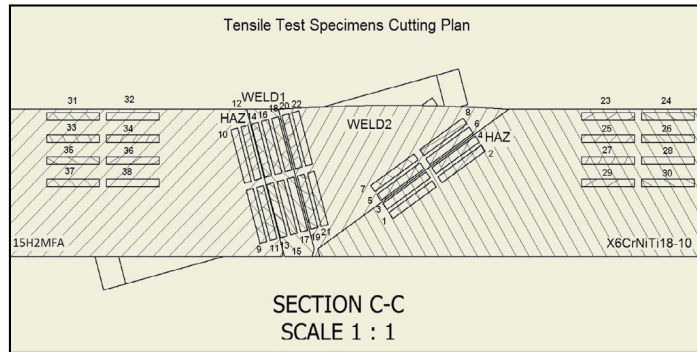 Tensile Test Specimens Cutting Plan
31 32 12 WELD1 18 20 22 23 24
10 HAZ 14 16 WELD2 8 6 4 HAZ 2
33 34 25 26
35 36 27 28
37 38 29 30
7 5 3 1
9 11 13 15 17 19 21
15H2MFA X6CrNiTi18-10
SECTION C-C
SCALE 1 : 1